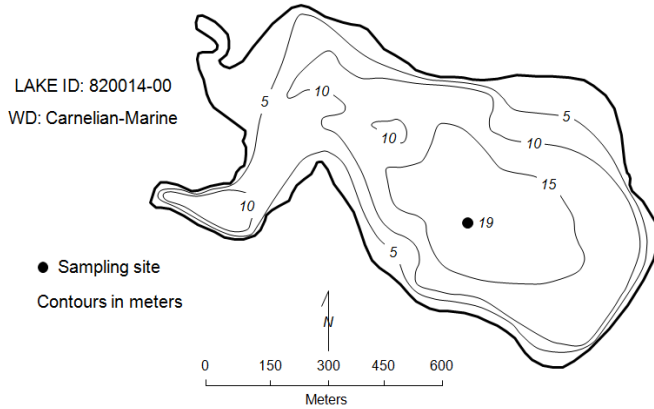 LAKE ID: 820014-00
WD: Carnelian-Marine
5
10
10
5
10
15
10
19
5
Sampling site
Contours in meters
N
0 150 300 450 600
Meters